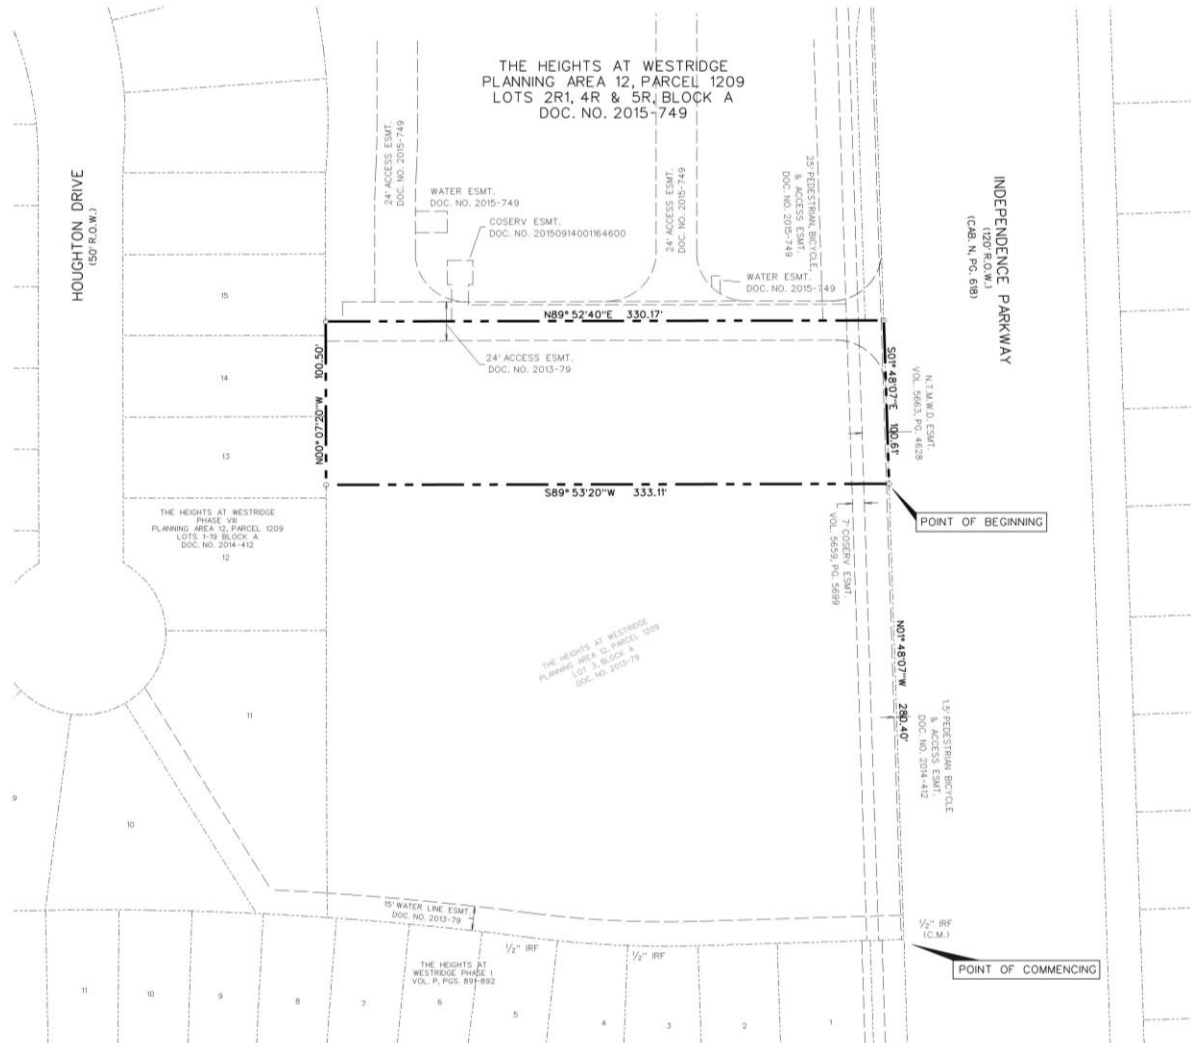 THE HEIGHTS AT WESTRIDGE
PLANNING AREA 12, PARCEL 1209
LOTS 2R1, 4R & 5R, BLOCK A
DOC. NO. 2015-749
HOUGHTON DRIVE
(50' R.O.W.)
24' ACCESS ESMT.
DOC. NO. 2015-749
WATER ESMT.
DOC. NO. 2015-749
COSERV ESMT.
DOC. NO. 20150914001164600
24' ACCESS ESMT.
DOC. NO. 2015-749
25' PEDESTRIAN, BICYCLE,
& ACCESS ESMT.
DOC. NO. 2015-749
WATER ESMT.
DOC. NO. 2015-749
INDEPENDENCE PARKWAY
(120' R.O.W.)
(CAB. N, PG. 618)
15
14
13
N89° 52'40"E 330.17'
24' ACCESS ESMT.
DOC. NO. 2013-79
N00° 07'20"W 100.50'
S01° 48'07"E 100.61'
N.T.M.W.D. ESMT.
VOL. 5663, PG. 4628
S89° 53'20"W 333.11'
POINT OF BEGINNING
THE HEIGHTS AT WESTRIDGE
PHASE VIII
PLANNING AREA 12, PARCEL 1209
LOTS 1-19 BLOCK A
DOC. NO. 2014-412
12
7' COSERV ESMT.
VOL. 5659, PG. 5699
THE HEIGHTS AT WESTRIDGE
PLANNING AREA 12, PARCEL 1209
LOT 3, BLOCK A
DOC. NO. 2013-79
N01° 48'07"W 280.40'
1.5' PEDESTRIAN BICYCLE
& ACCESS ESMT.
DOC. NO. 2014-412
11
9
10
15' WATER LINE ESMT.
DOC. NO. 2013-79
1/2" IRF
(C.M.)
1/2" IRF
1/2" IRF
POINT OF COMMENCING
THE HEIGHTS AT
WESTRIDGE PHASE I
VOL. P, PGS. 891-892
11
10
9
8
7
6
5
4
3
2
1